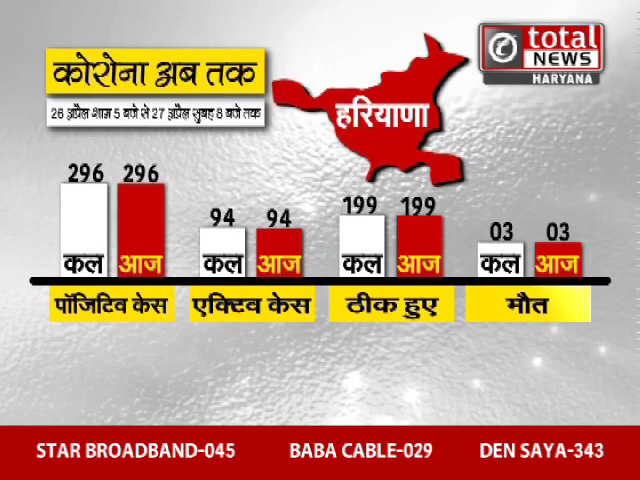 कोरोना अब तक
26 अप्रैल शाम 5 बजे से 27 अप्रैल सुबह 8 बजे तक
हरियाणा
total
NEWS
HARYANA
296 296
94 94
199 199
03 03
कल आज
कल आज
कल आज
कल आज
पॉजिटिव केस
एक्टिव केस
ठीक हुए
मौत
STAR BROADBAND-045 BABA CABLE-029 DEN SAYA-343